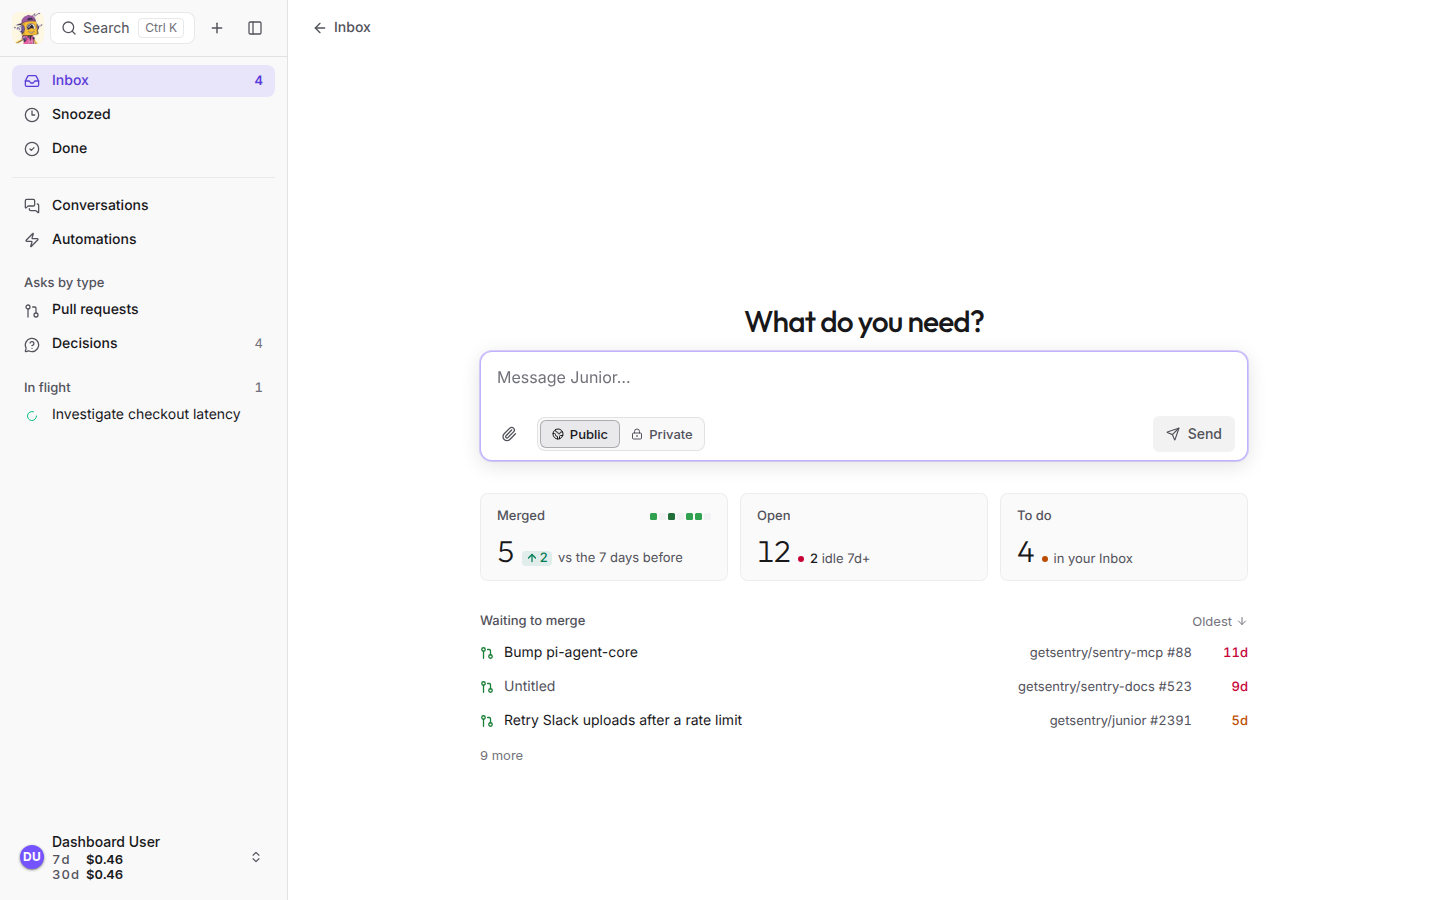 Search Ctrl K
Inbox 4
Snoozed
Done
Conversations
Automations
Asks by type
Pull requests
Decisions 4
In flight 1
Investigate checkout latency
DU
Dashboard User
7d $0.46
30d $0.46
Inbox
What do you need?
Message Junior...
Public Private Send
Merged
5 2 vs the 7 days before
Open
12 2 idle 7d+
To do
4 in your Inbox
Waiting to merge Oldest
Bump pi-agent-core getsentry/sentry-mcp #88 11d
Untitled getsentry/sentry-docs #523 9d
Retry Slack uploads after a rate limit getsentry/junior #2391 5d
9 more